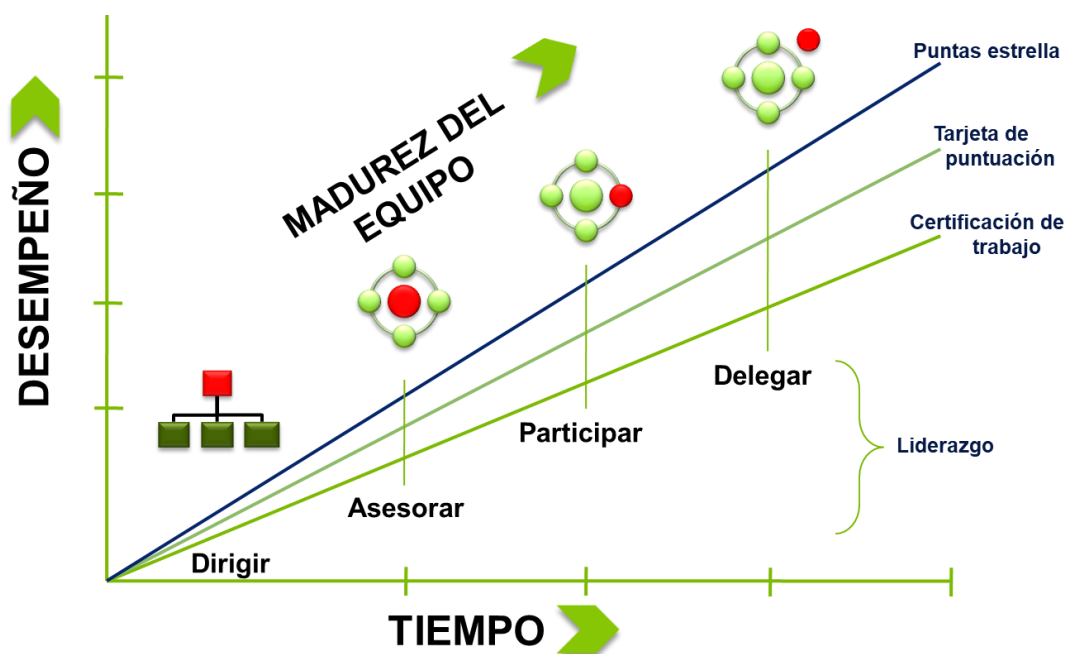 DESEMPEÑO
MADUREZ DEL
EQUIPO
Puntas estrella
Tarjeta de
puntuación
Certificación de
trabajo
Delegar
Participar
Liderazgo
Asesorar
Dirigir
TIEMPO